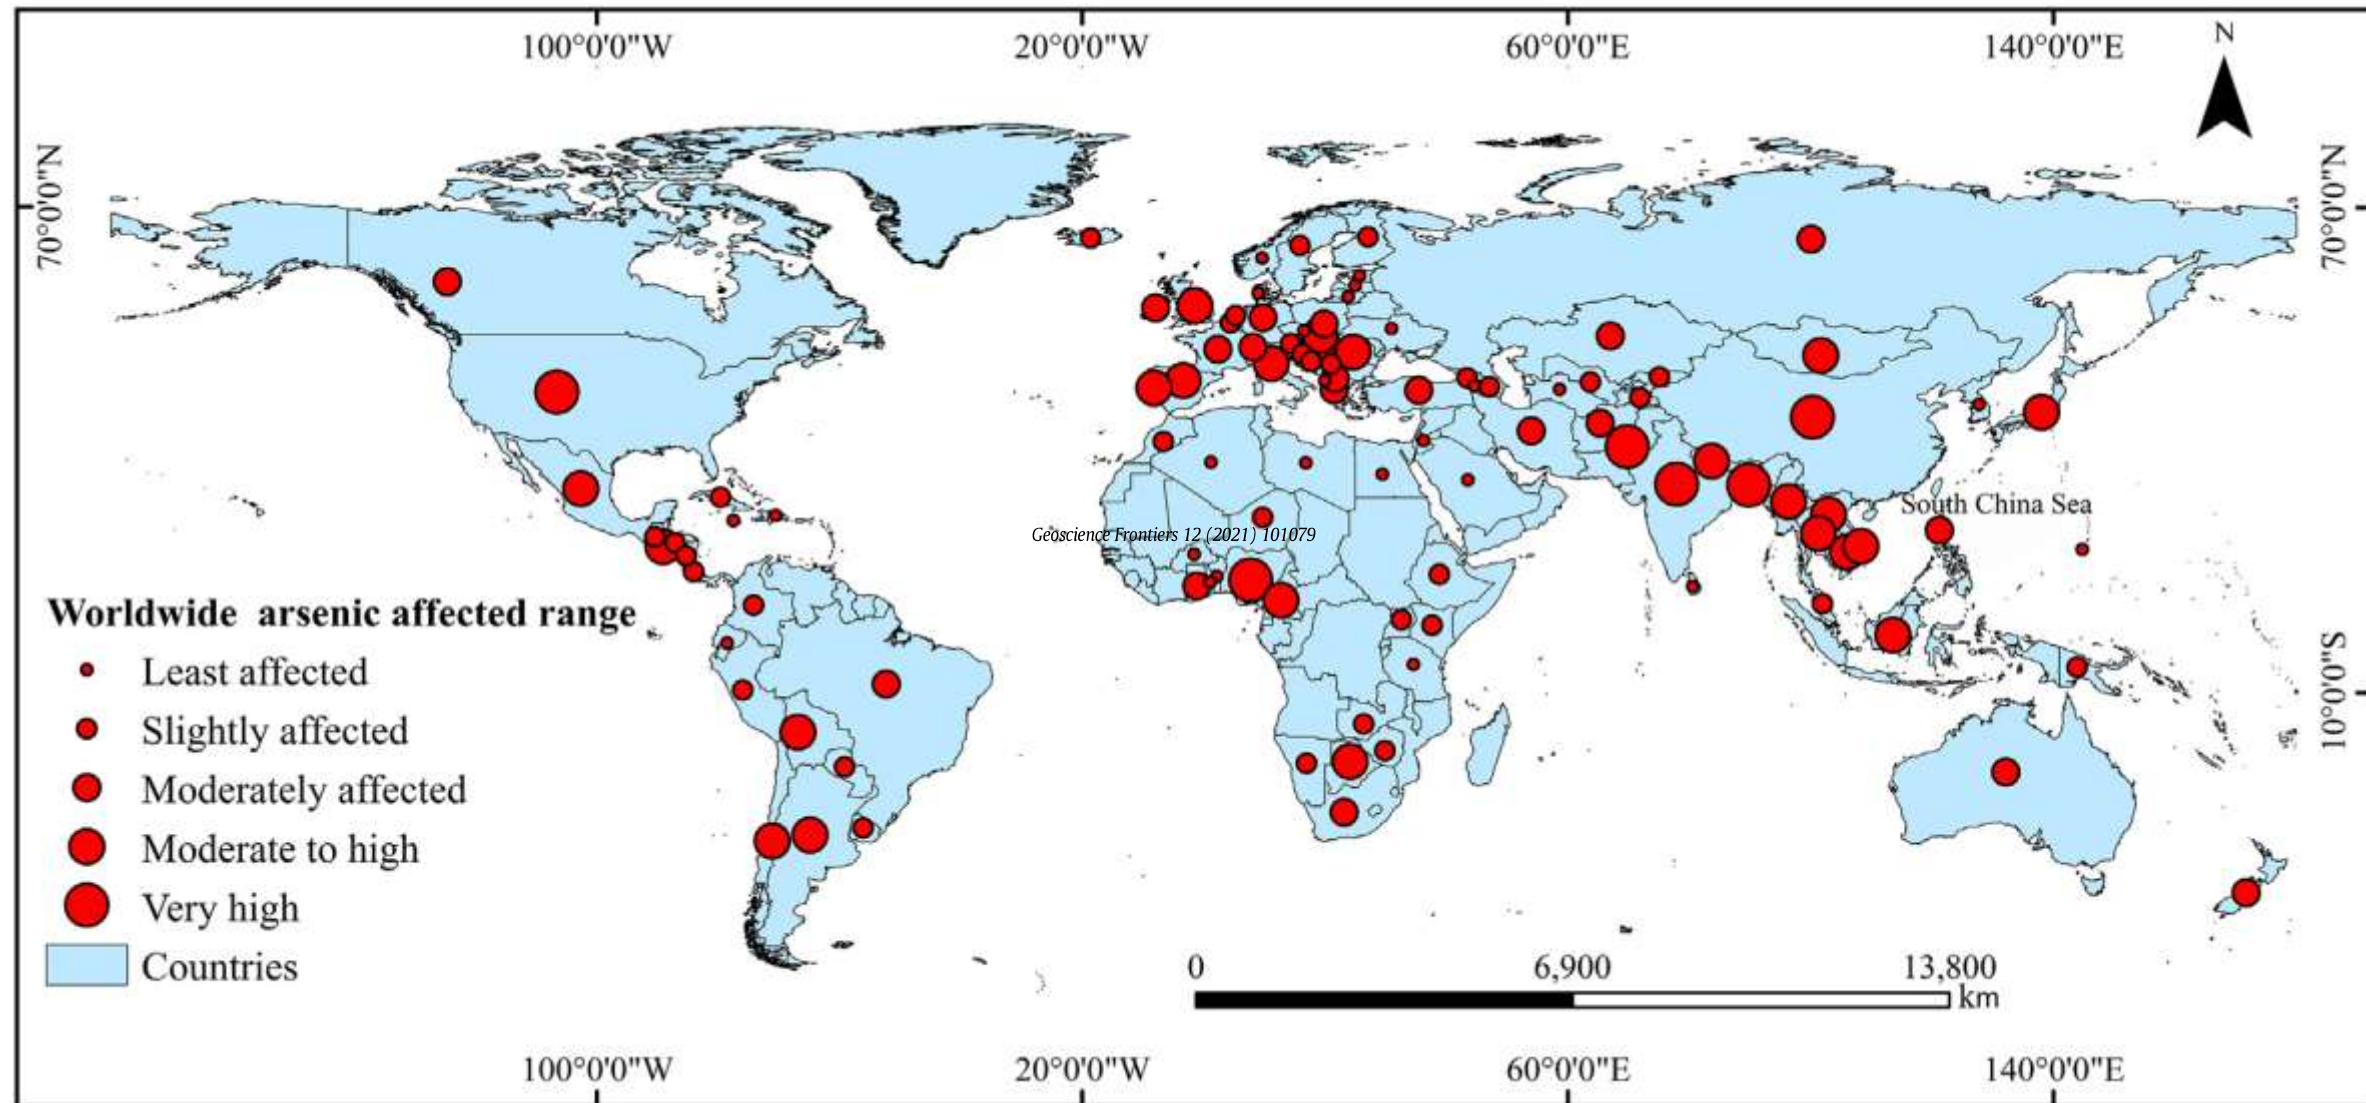 100°0'0"W 20°0'0"W 60°0'0"E 140°0'0"E
N
70°0'0"N
70°0'0"N
South China Sea
Geoscience Frontiers 12 (2021) 101079
Worldwide arsenic affected range
Least affected
Slightly affected
Moderately affected
Moderate to high
Very high
Countries
10°0'0"S
0 6,900 13,800
km
100°0'0"W 20°0'0"W 60°0'0"E 140°0'0"E